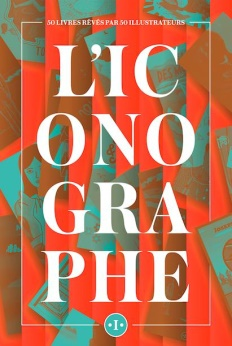 50 LIVRES RÊVÉS PAR 50 ILLUSTRATEURS
L'IC
ONO
GRA
PHE
I